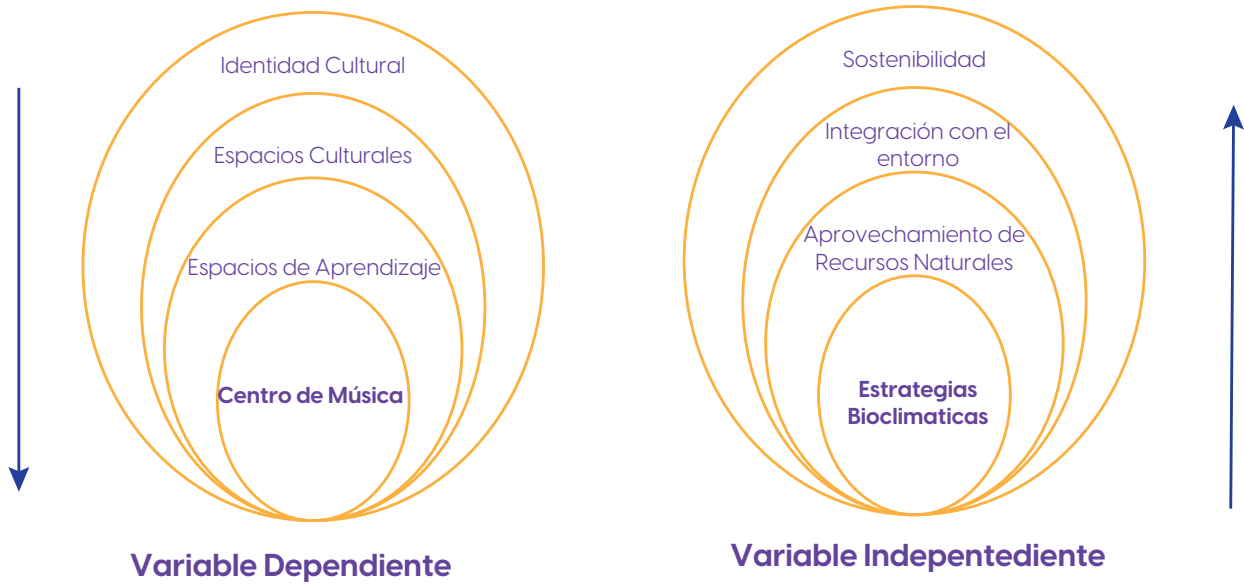 Identidad Cultural
Espacios Culturales
Espacios de Aprendizaje
Centro de Música
Variable Dependiente
Sostenibilidad
Integración con el
entorno
Aprovechamiento de
Recursos Naturales
Estrategias
Bioclimaticas
Variable Indepentediente